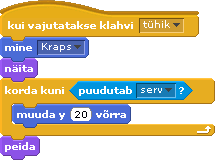 kui vajutatakse klahvi tühik
mine Kraps
näita
korda kuni puudutab serv ?
muuda y 20 võrra
peida